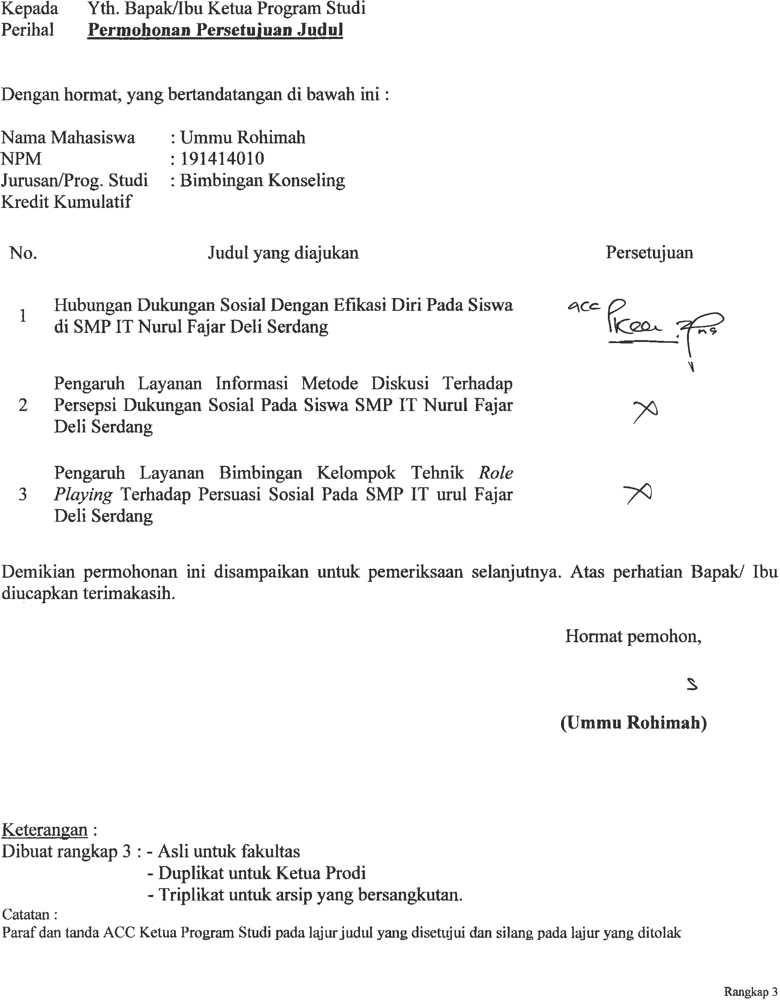 Kepada Yth. Bapak/Ibu Ketua Program Studi
Perihal Permohonan Persetujuan Judul
Dengan hormat, yang bertandatangan di bawah ini :
Nama Mahasiswa : Ummu Rohimah
NPM : 191414010
Jurusan/Prog. Studi : Bimbingan Konseling
Kredit Kumulatif
No. Judul yang diajukan Persetujuan
Hubungan Dukungan Sosial Dengan Efikasi Diri Pada Siswa acc
1
di SMP IT Nurul Fajar Deli Serdang
Pengaruh Layanan Informasi Metode Diskusi Terhadap
2 Persepsi Dukungan Sosial Pada Siswa SMP IT Nurul Fajar
Deli Serdang
Pengaruh Layanan Bimbingan Kelompok Tehnik Role
3 Playing Terhadap Persuasi Sosial Pada SMP IT urul Fajar
Deli Serdang
Demikian permohonan ini disampaikan untuk pemeriksaan selanjutnya. Atas perhatian Bapak/ Ibu
diucapkan terimakasih.
Hormat pemohon,
(Ummu Rohimah)
Keterangan :
Dibuat rangkap 3 : - Asli untuk fakultas
- Duplikat untuk Ketua Prodi
- Triplikat untuk arsip yang bersangkutan.
Catatan :
Paraf dan tanda ACC Ketua Program Studi pada lajur judul yang disetujui dan silang pada lajur yang ditolak
Rangkap 3